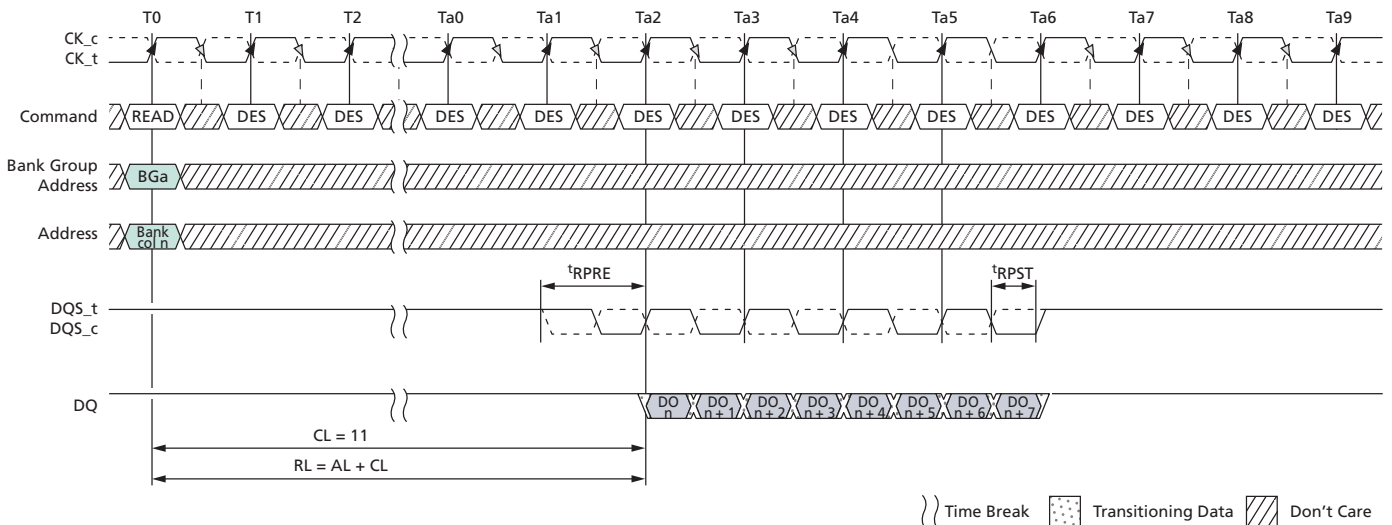 T0 T1 T2 Ta0 Ta1 Ta2 Ta3 Ta4 Ta5 Ta6 Ta7 Ta8 Ta9
CK_c
CK_t
Command READ DES DES DES DES DES DES DES DES DES DES DES DES
Bank Group
Address
BGa
Address
Bank
col n
tRPRE tRPST
DQS_t
DQS_c
DQ
DO DO DO DO DO DO DO DO
n n + 1 n + 2 n + 3 n + 4 n + 5 n + 6 n + 7
CL = 11
RL = AL + CL
Time Break Transitioning Data Don't Care